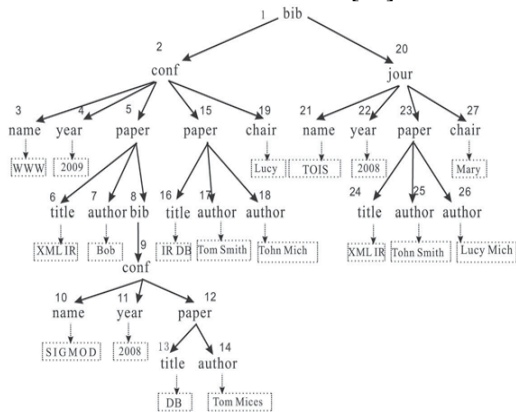 1 bib
2 20
conf jour
3 4 5 15 19 21 22 23 27
name year paper paper chair name year paper chair
WWW 2009 Lucy TOIS 2008 Mary
6 7 8 16 17 18 24 25 26
title author bib title author author title author author
XML IR Bob IR DB Tom Smith Tohn Mich XML IR Tohn Smith Lucy Mich
9
conf
10 11 12
name year paper
SIGMOD 2008 13 14
title author
DB Tom Mices